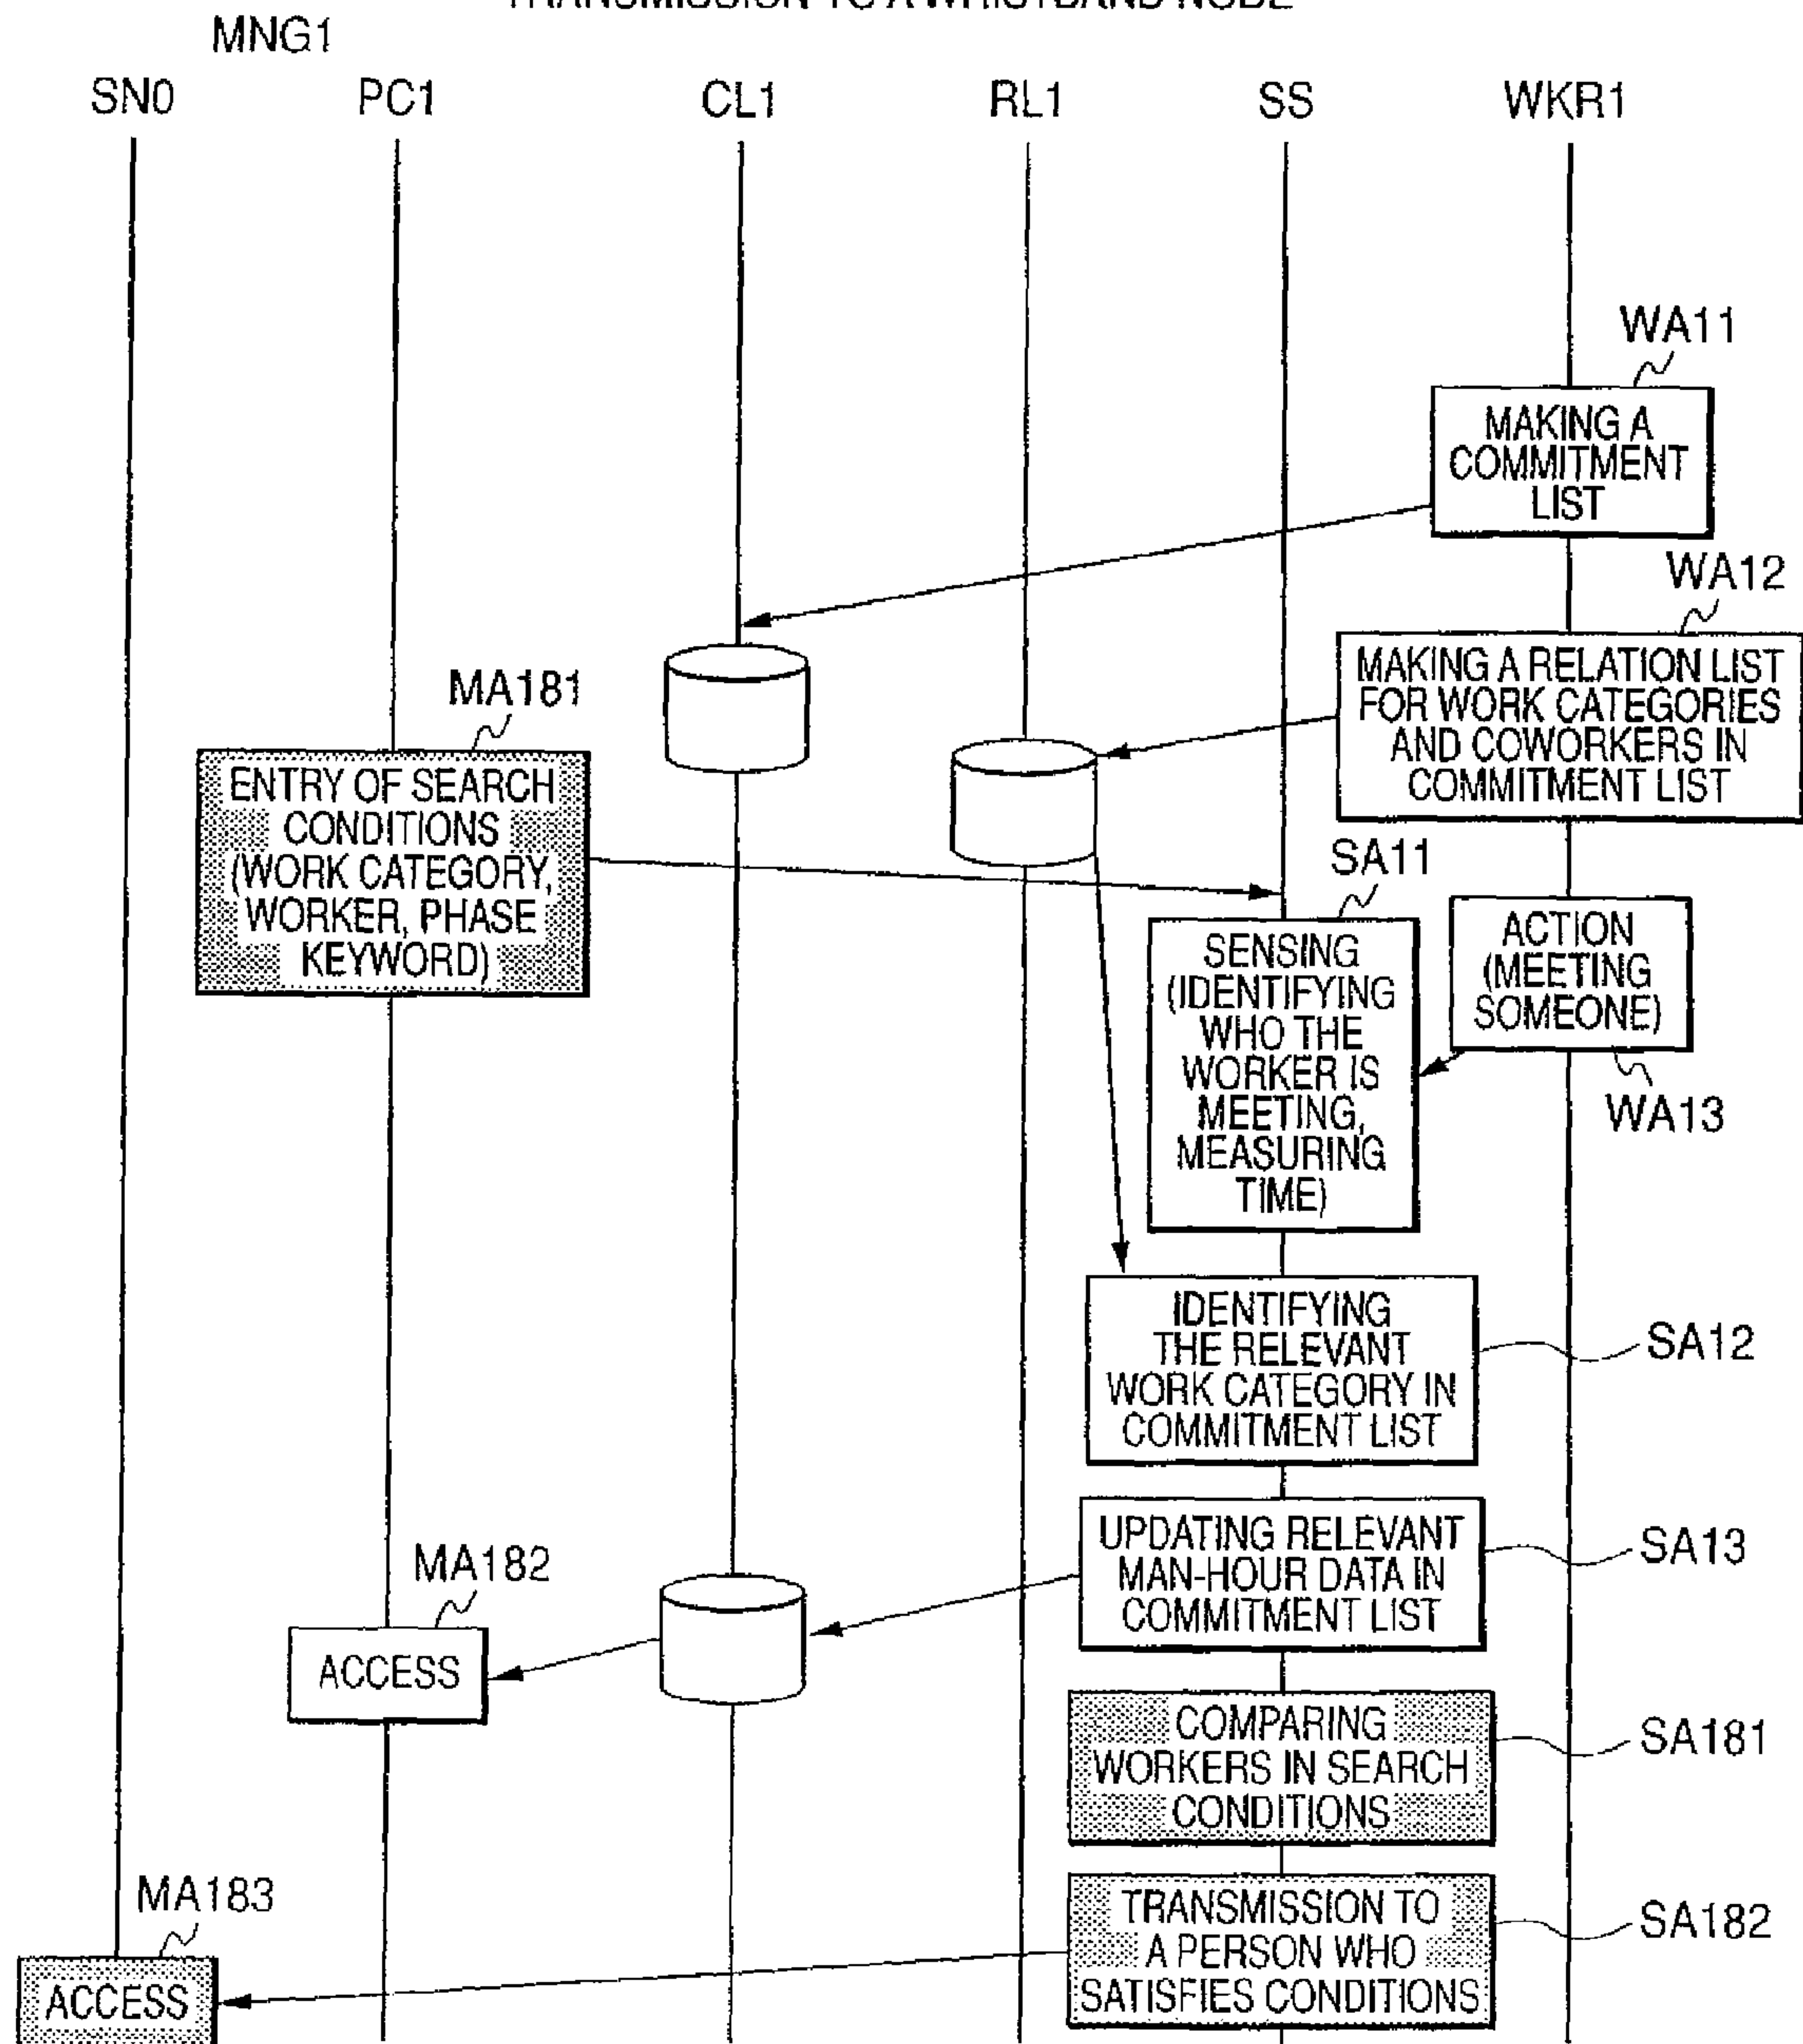 TRANSMISSION TO A WRISTBAND NODE
MNG1
SN0 PC1 CL1 RL1 SS WKR1
WA11
MAKING A
COMMITMENT
LIST
WA12
MAKING A RELATION LIST
FOR WORK CATEGORIES
AND COWORKERS IN
COMMITMENT LIST
MA181
ENTRY OF SEARCH
CONDITIONS
(WORK CATEGORY,
WORKER, PHASE
KEYWORD)
SA11
SENSING
(IDENTIFYING
WHO THE
WORKER IS
MEETING,
MEASURING
TIME)
ACTION
(MEETING
SOMEONE)
WA13
IDENTIFYING
THE RELEVANT
WORK CATEGORY IN
COMMITMENT LIST
SA12
UPDATING RELEVANT
MAN-HOUR DATA IN
COMMITMENT LIST
SA13
MA182
ACCESS
COMPARING
WORKERS IN SEARCH
CONDITIONS
SA181
TRANSMISSION TO
A PERSON WHO
SATISFIES CONDITIONS
SA182
MA183
ACCESS